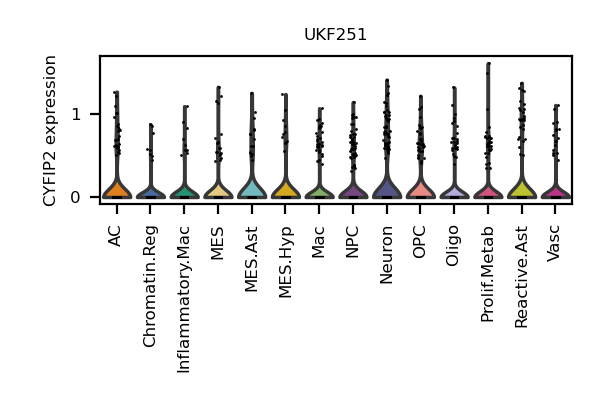 UKF251
CYFIP2 expression
1
0
AC
Chromatin.Reg
Inflammatory.Mac
MES
MES.Ast
MES.Hyp
Mac
NPC
Neuron
OPC
Oligo
Prolif.Metab
Reactive.Ast
Vasc